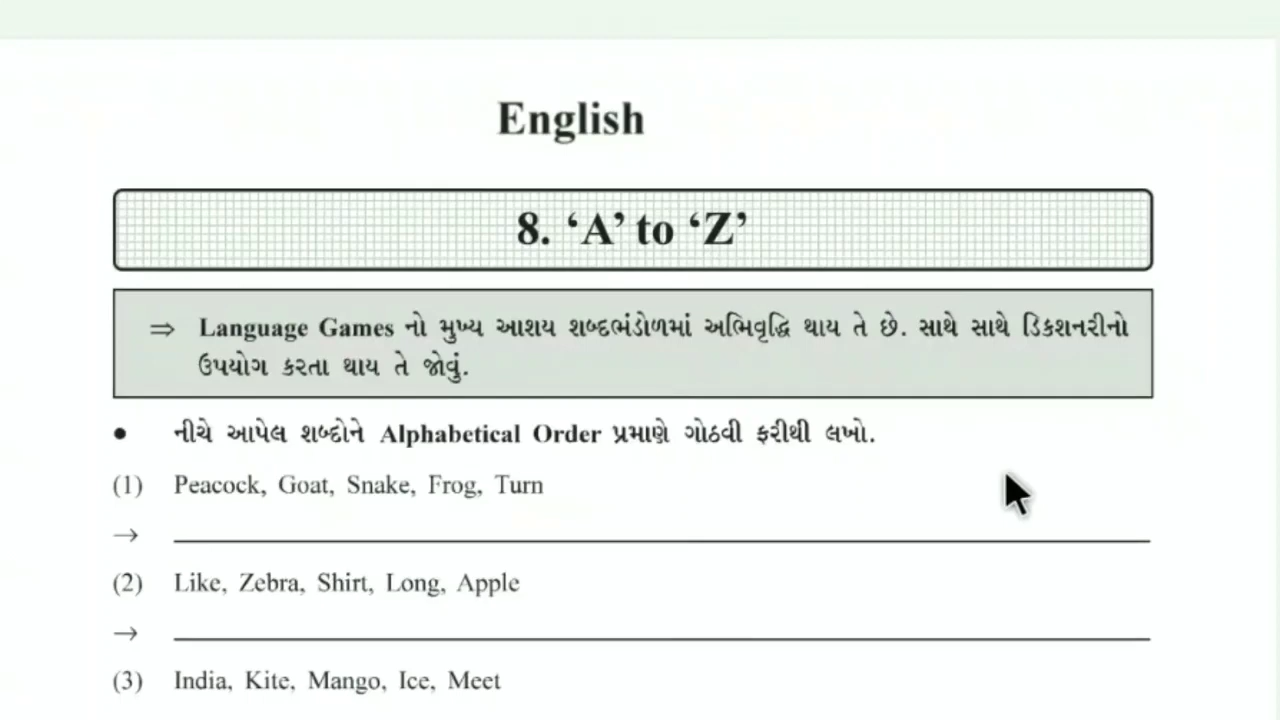 English
8. ‘A’ to ‘Z’
⇒ Language Games નો મુખ્ય આશય શબ્દભંડોળમાં અભિવૃદ્ધિ થાય તે છે. સાથે સાથે ડિકશનરીનો
ઉપયોગ કરતા થાય તે જોવું.
● નીચે આપેલ શબ્દોને Alphabetical Order પ્રમાણે ગોઠવી ફરીથી લખો.
(1) Peacock, Goat, Snake, Frog, Turn
→
(2) Like, Zebra, Shirt, Long, Apple
→
(3) India, Kite, Mango, Ice, Meet